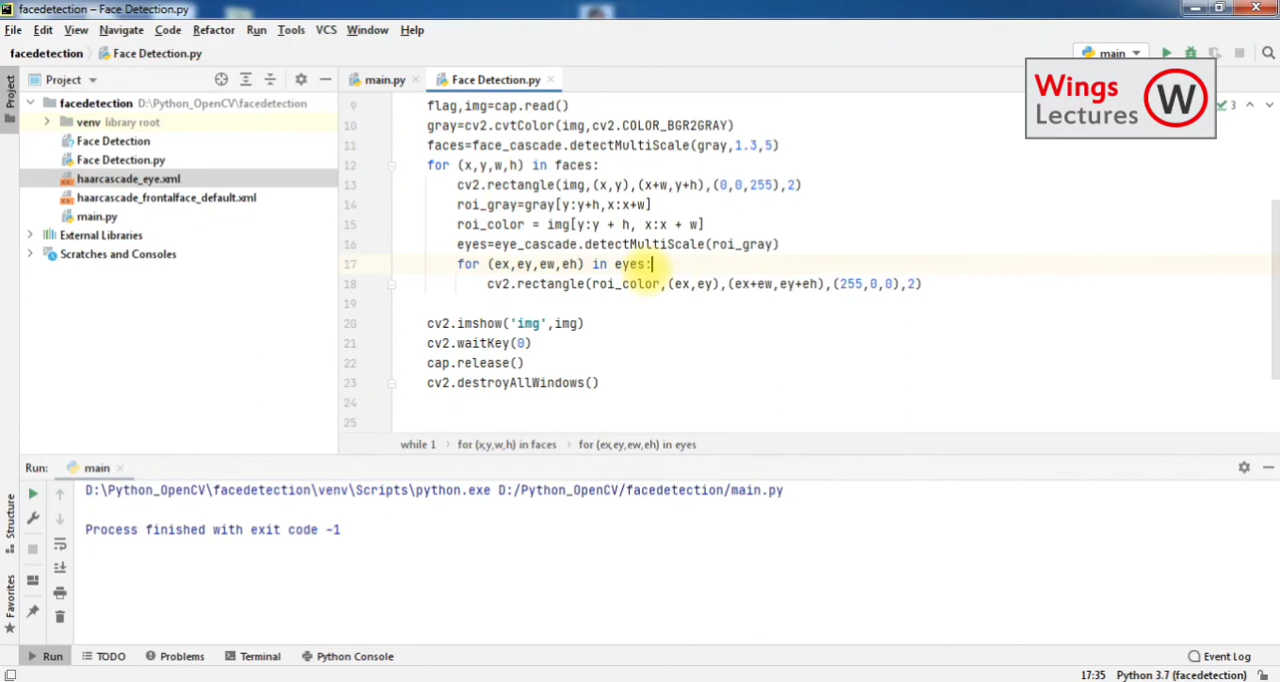 facedetection – Face Detection.py
File Edit View Navigate Code Refactor Run Tools VCS Window Help
facedetection Face Detection.py main
Wings
Lectures
W
Project main.py Face Detection.py
3
Project
facedetection D:\Python_OpenCV\facedetection
venv library root
Face Detection
Face Detection.py
haarcascade_eye.xml
haarcascade_frontalface_default.xml
main.py
External Libraries
Scratches and Consoles
9 flag,img=cap.read()
10 gray=cv2.cvtColor(img,cv2.COLOR_BGR2GRAY)
11 faces=face_cascade.detectMultiScale(gray,1.3,5)
12 for (x,y,w,h) in faces:
13 cv2.rectangle(img,(x,y),(x+w,y+h),(0,0,255),2)
14 roi_gray=gray[y:y+h,x:x+w]
15 roi_color = img[y:y + h, x:x + w]
16 eyes=eye_cascade.detectMultiScale(roi_gray)
17 for (ex,ey,ew,eh) in eyes:
18 cv2.rectangle(roi_color,(ex,ey),(ex+ew,ey+eh),(255,0,0),2)
19
20 cv2.imshow('img',img)
21 cv2.waitKey(0)
22 cap.release()
23 cv2.destroyAllWindows()
24
25
while 1 for (x,y,w,h) in faces for (ex,ey,ew,eh) in eyes
Run: main
D:\Python_OpenCV\facedetection\venv\Scripts\python.exe D:/Python_OpenCV/facedetection/main.py
Process finished with exit code -1
Structure
Favorites
Run TODO Problems Terminal Python Console Event Log
17:35 Python 3.7 (facedetection)